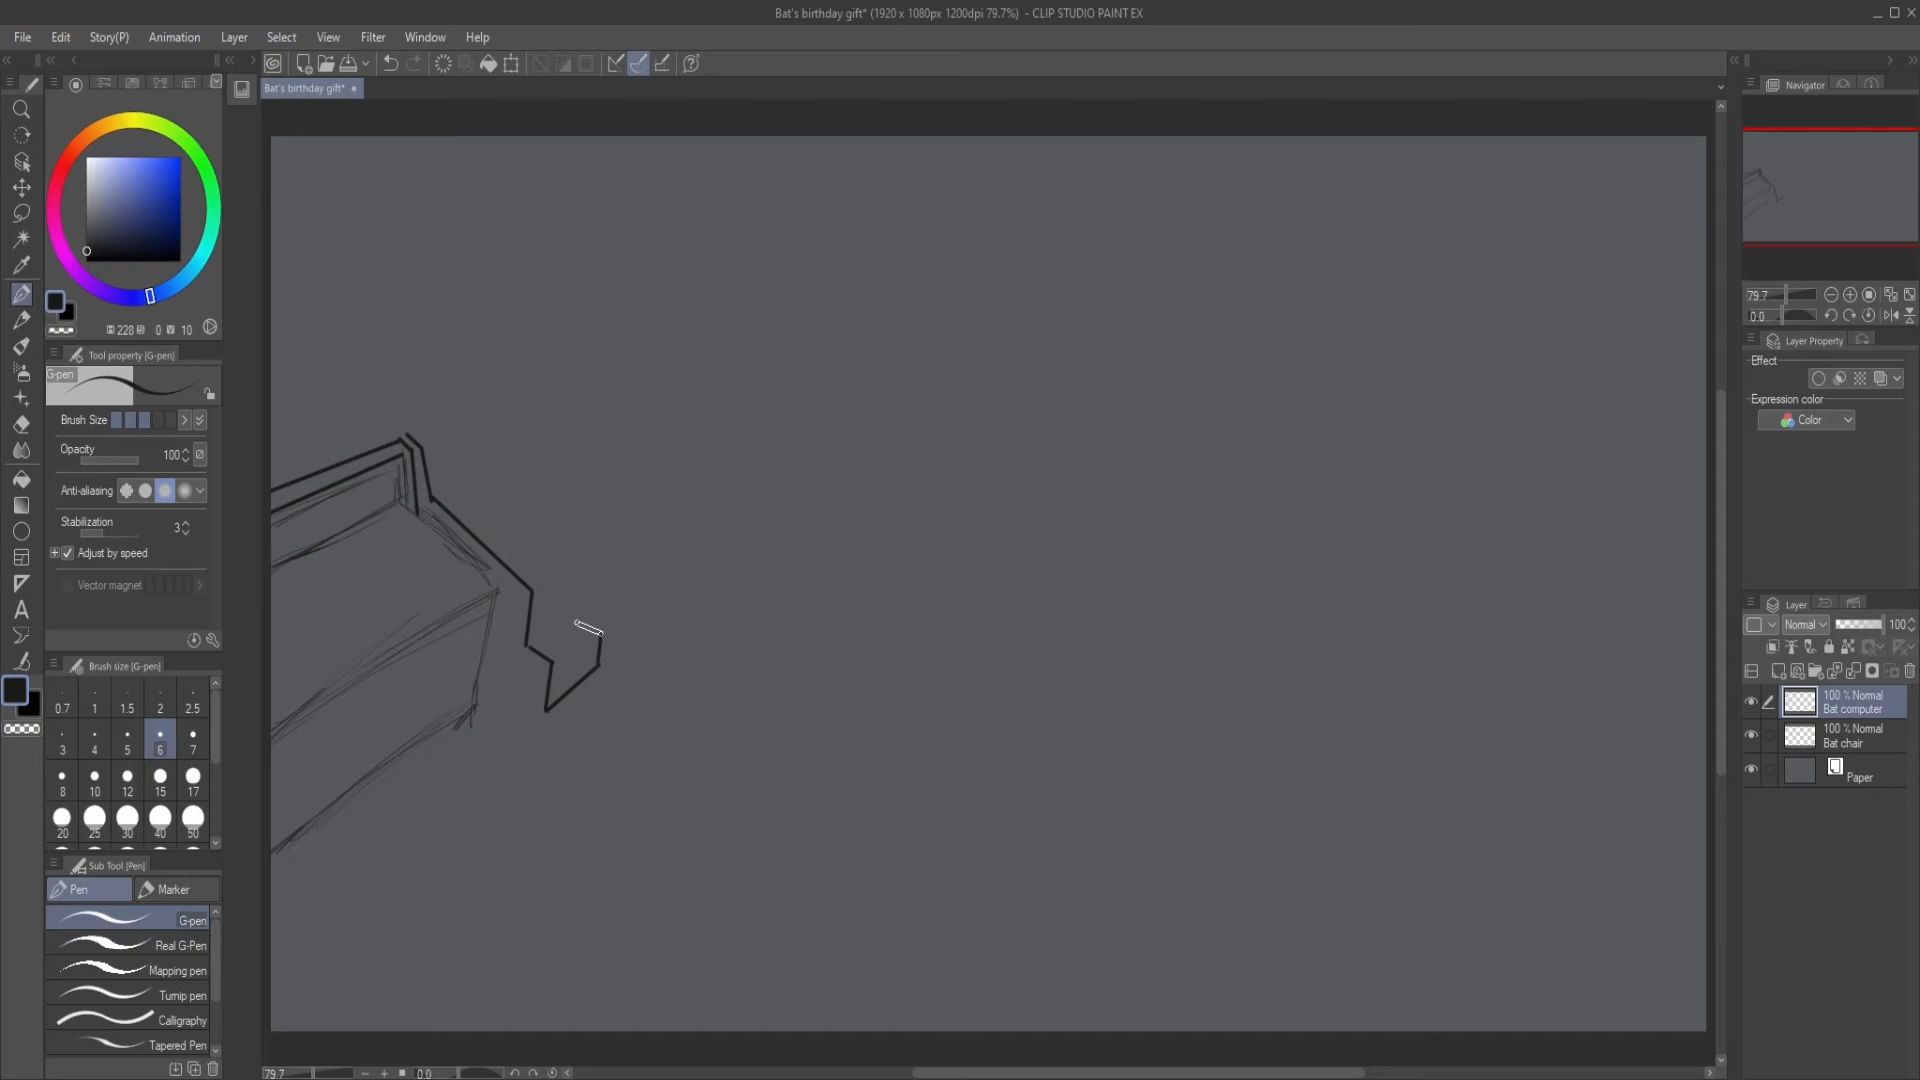 Bat's birthday gift* (1920 x 1080px 1200dpi 79.7%) - CLIP STUDIO PAINT EX
File Edit Story(P) Animation Layer Select View Filter Window Help
Bat's birthday gift*
Navigator
79.7
0.0
228 0 10
Layer Property
Tool property [G-pen]
Effect
G-pen
Expression color
Brush Size
Color
Opacity 100
Anti-aliasing
Stabilization 3
Adjust by speed
Vector magnet
Layer
Normal 100
Brush size [G-pen]
0.7 1 1.5 2 2.5
3 4 5 6 7
8 10 12 15 17
20 25 30 40 50
100 % Normal
Bat computer
100 % Normal
Bat chair
Paper
Sub Tool [Pen]
Pen Marker
G-pen
Real G-Pen
Mapping pen
Turnip pen
Calligraphy
Tapered Pen
79.7 0.0